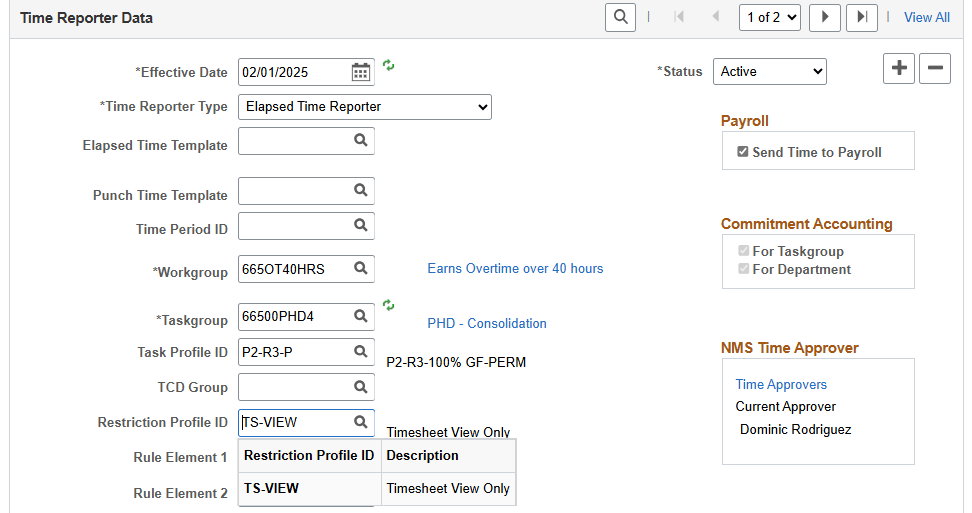 Time Reporter Data
1 of 2
View All
*Effective Date 02/01/2025
*Status Active
*Time Reporter Type Elapsed Time Reporter
Elapsed Time Template
Payroll
Send Time to Payroll
Punch Time Template
Time Period ID
Commitment Accounting
For Taskgroup
For Department
*Workgroup 665OT40HRS Earns Overtime over 40 hours
*Taskgroup 66500PHD4 PHD - Consolidation
Task Profile ID P2-R3-P P2-R3-100% GF-PERM
NMS Time Approver
TCD Group
Time Approvers
Current Approver
Dominic Rodriguez
Restriction Profile ID TS-VIEW Timesheet View Only
Rule Element 1
Restriction Profile ID Description
Rule Element 2
TS-VIEW Timesheet View Only